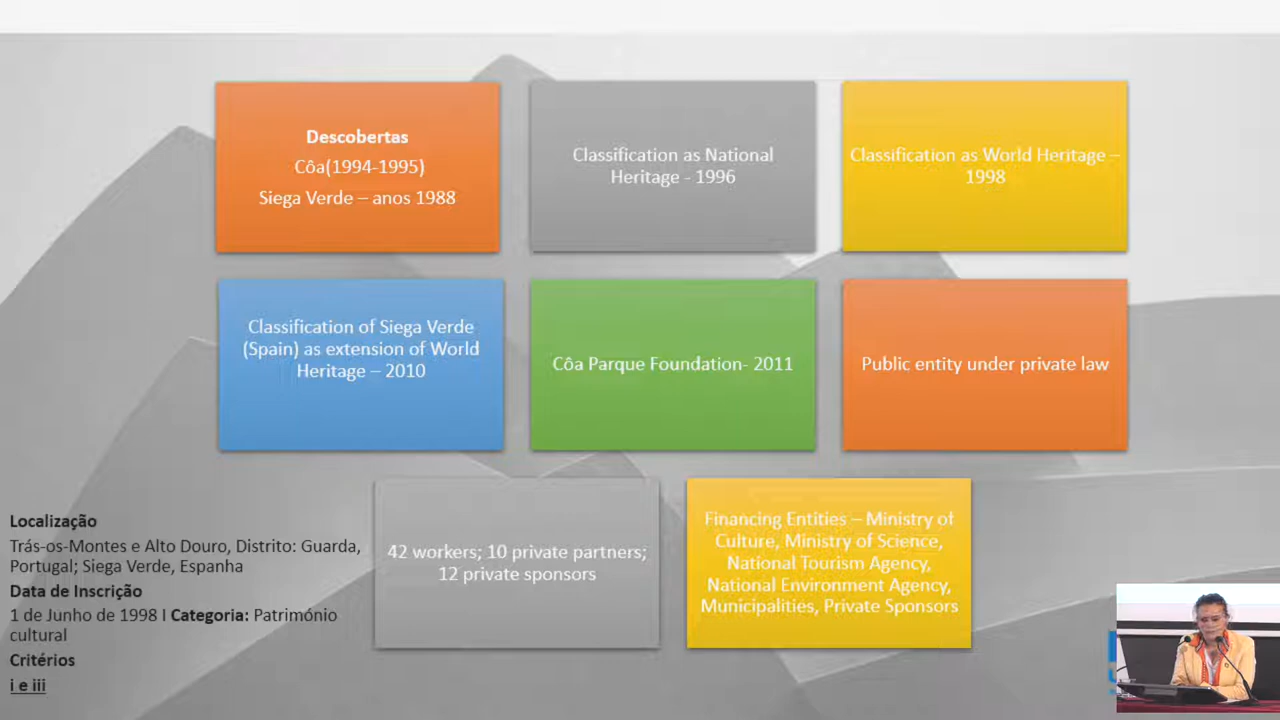 Descobertas
Côa(1994-1995)
Siega Verde – anos 1988
Classification as National
Heritage - 1996
Classification as World Heritage –
1998
Classification of Siega Verde
(Spain) as extension of World
Heritage – 2010
Côa Parque Foundation- 2011
Public entity under private law
42 workers; 10 private partners;
12 private sponsors
Financing Entities – Ministry of
Culture, Ministry of Science,
National Tourism Agency,
National Environment Agency,
Municipalities, Private Sponsors
Localização
Trás-os-Montes e Alto Douro, Distrito: Guarda,
Portugal; Siega Verde, Espanha
Data de Inscrição
1 de Junho de 1998 I Categoria: Património
cultural
Critérios
i e iii